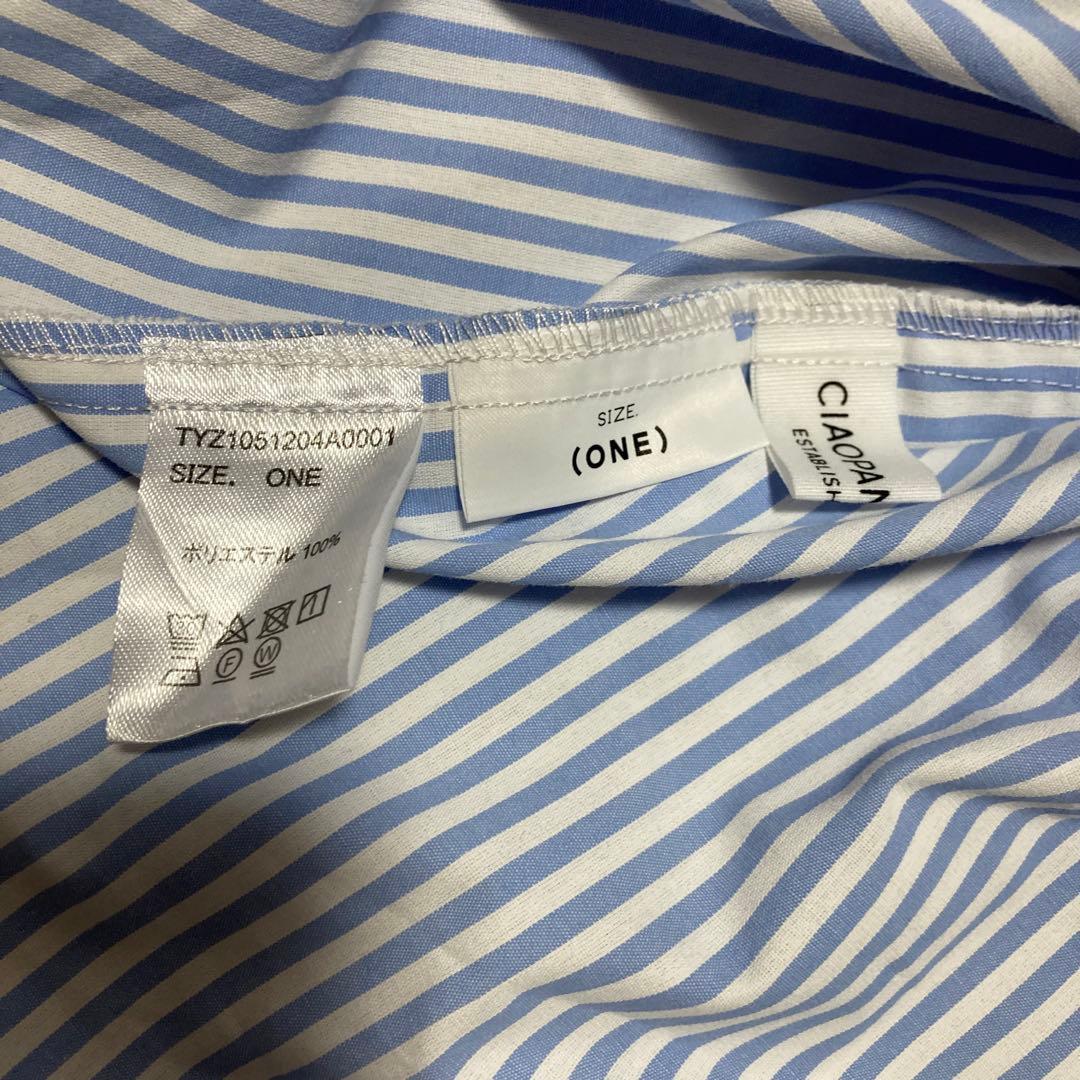 TYZ1051204A0001
SIZE. ONE
ポリエステル 100%
F
W
SIZE.
(ONE)
CIAOPAN
ESTABLISH